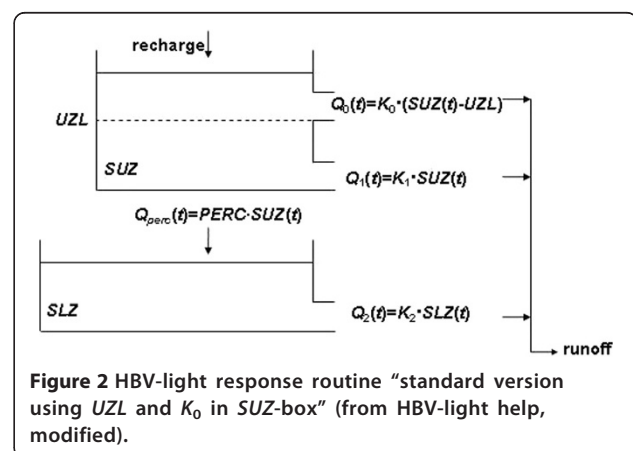 recharge
Q0(t)=K0·(SUZ(t)-UZL)
UZL
SUZ
Q1(t)=K1·SUZ(t)
Qperc(t)=PERC·SUZ(t)
SLZ
Q2(t)=K2·SLZ(t)
runoff
Figure 2 HBV-light response routine “standard version
using UZL and K0 in SUZ-box” (from HBV-light help,
modified).